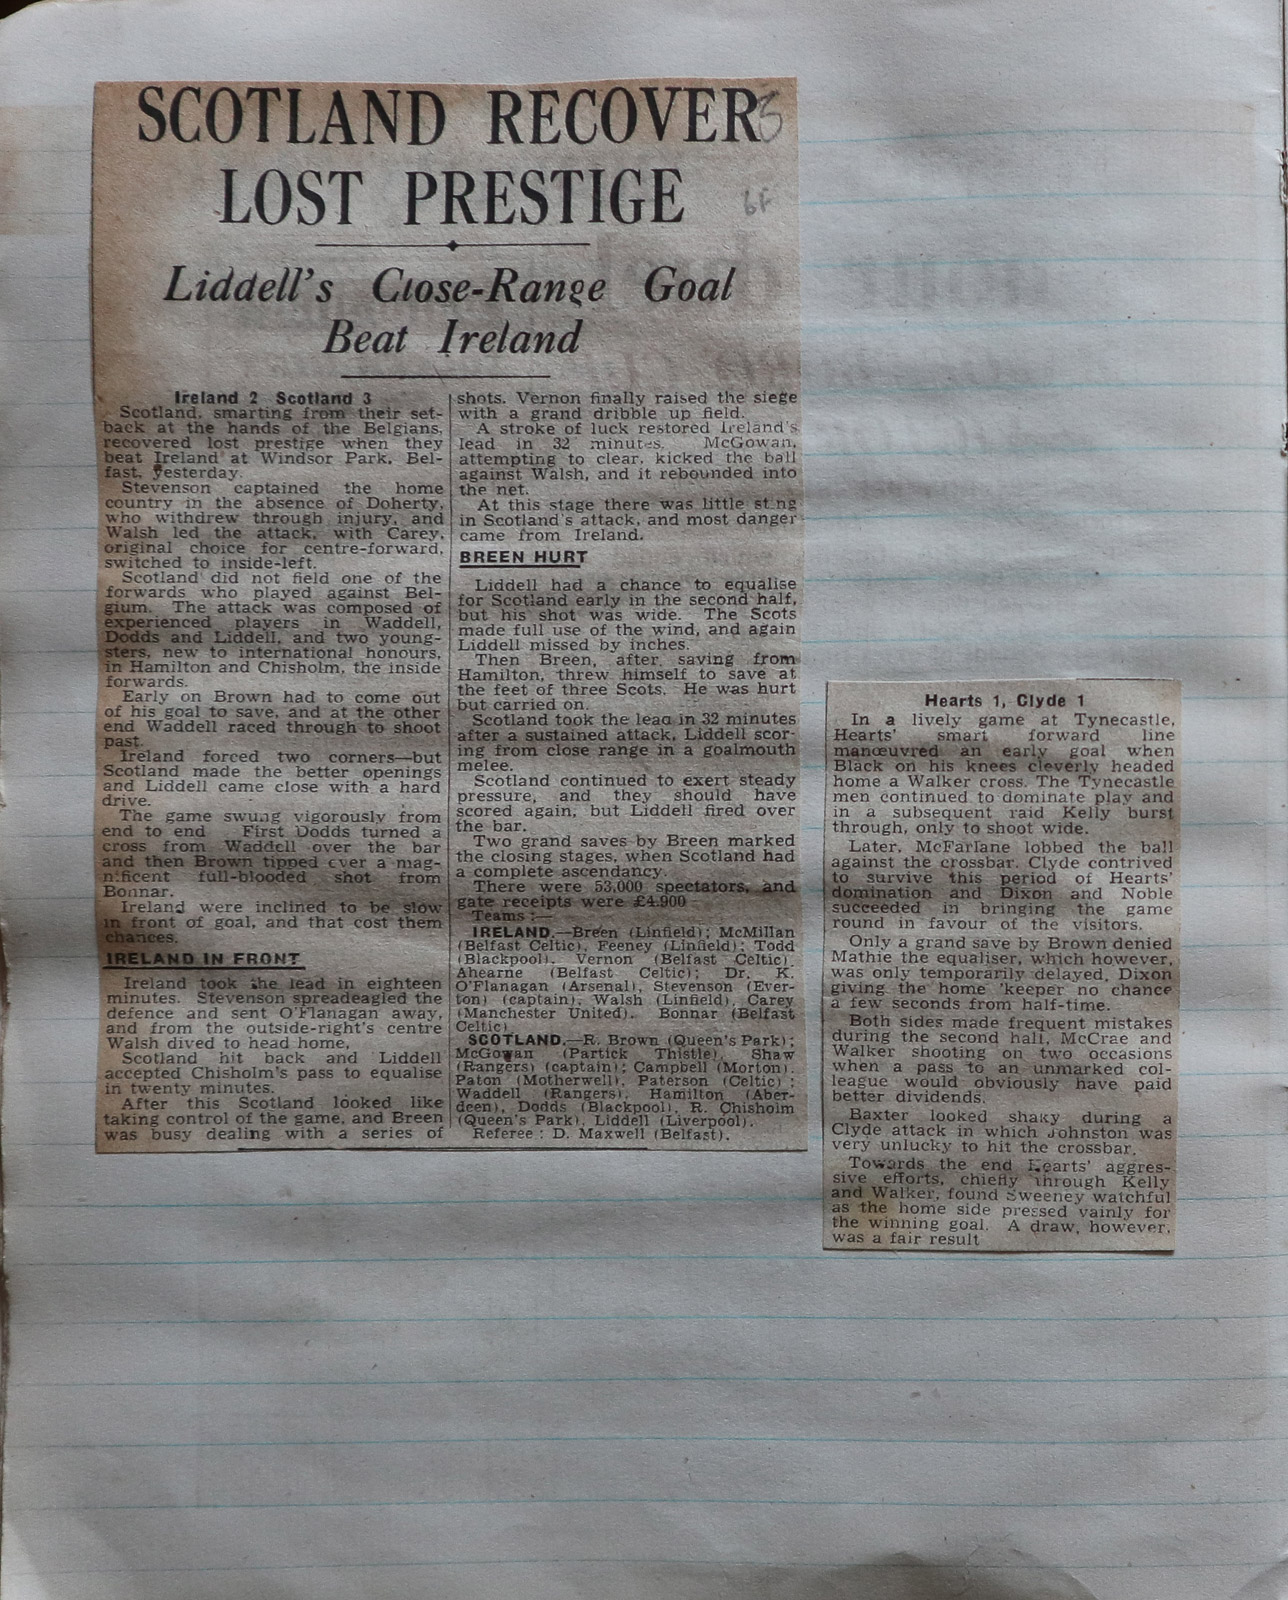 SCOTLAND RECOVER
LOST PRESTIGE
Liddell's Close-Range Goal
Beat Ireland
Ireland 2 Scotland 3
Scotland, smarting from their set-
back at the hands of the Belgians,
recovered lost prestige when they
beat Ireland at Windsor Park, Bel-
fast, yesterday.
Stevenson captained the home
country in the absence of Doherty,
who withdrew through injury, and
Walsh led the attack, with Carey,
original choice for centre-forward,
switched to inside-left.
Scotland did not field one of the
forwards who played against Bel-
gium. The attack was composed of
experienced players in Waddell,
Dodds and Liddell, and two young-
sters, new to international honours,
in Hamilton and Chisholm, the inside
forwards.
Early on Brown had to come out
of his goal to save, and at the other
end Waddell raced through to shoot
past.
Ireland forced two corners—but
Scotland made the better openings
and Liddell came close with a hard
drive.
The game swung vigorously from
end to end First Dodds turned a
cross from Waddell over the bar
and then Brown tipped over a mag-
nificent full-blooded shot from
Bonnar.
Ireland were inclined to be slow
in front of goal, and that cost them
chances.
IRELAND IN FRONT
Ireland took the lead in eighteen
minutes. Stevenson spreadeagled the
defence and sent O'Flanagan away,
and from the outside-right's centre
Walsh dived to head home,
Scotland hit back and Liddell
accepted Chisholm's pass to equalise
in twenty minutes.
After this Scotland looked like
taking control of the game, and Breen
was busy dealing with a series of
shots. Vernon finally raised the siege
with a grand dribble up field.
A stroke of luck restored Ireland's
lead in 32 minutes. McGowan,
attempting to clear, kicked the ball
against Walsh, and it rebounded into
the net.
At this stage there was little sting
in Scotland's attack, and most danger
came from Ireland.
BREEN HURT
Liddell had a chance to equalise
for Scotland early in the second half,
but his shot was wide. The Scots
made full use of the wind, and again
Liddell missed by inches.
Then Breen, after saving from
Hamilton, threw himself to save at
the feet of three Scots. He was hurt
but carried on.
Scotland took the lead in 32 minutes
after a sustained attack, Liddell scor-
ing from close range in a goalmouth
melee.
Scotland continued to exert steady
pressure, and they should have
scored again, but Liddell fired over
the bar.
Two grand saves by Breen marked
the closing stages, when Scotland had
a complete ascendancy.
There were 53,000 spectators, and
gate receipts were £4,900
Teams:—
IRELAND.—Breen (Linfield); McMillan
(Belfast Celtic), Feeney (Linfield); Todd
(Blackpool), Vernon (Belfast Celtic),
Ahearne (Belfast Celtic); Dr. K.
O'Flanagan (Arsenal), Stevenson (Ever-
ton) (captain), Walsh (Linfield), Carey
(Manchester United), Bonnar (Belfast
Celtic)
SCOTLAND.—R. Brown (Queen's Park);
McGowan (Partick Thistle), Shaw
(Rangers) (captain); Campbell (Morton),
Paton (Motherwell), Paterson (Celtic);
Waddell (Rangers), Hamilton (Aber-
deen), Dodds (Blackpool), R. Chisholm
(Queen's Park), Liddell (Liverpool).
Referee: D. Maxwell (Belfast).
Hearts 1, Clyde 1
In a lively game at Tynecastle,
Hearts' smart forward line
manœuvred an early goal when
Black on his knees cleverly headed
home a Walker cross. The Tynecastle
men continued to dominate play and
in a subsequent raid Kelly burst
through, only to shoot wide.
Later, McFarlane lobbed the ball
against the crossbar. Clyde contrived
to survive this period of Hearts'
domination and Dixon and Noble
succeeded in bringing the game
round in favour of the visitors.
Only a grand save by Brown denied
Mathie the equaliser, which however,
was only temporarily delayed, Dixon
giving the home 'keeper no chance
a few seconds from half-time.
Both sides made frequent mistakes
during the second half, McCrae and
Walker shooting on two occasions
when a pass to an unmarked col-
league would obviously have paid
better dividends.
Baxter looked shaky during a
Clyde attack in which Johnston was
very unlucky to hit the crossbar.
Towards the end Hearts' aggres-
sive efforts, chiefly through Kelly
and Walker, found Sweeney watchful
as the home side pressed vainly for
the winning goal. A draw, however,
was a fair result